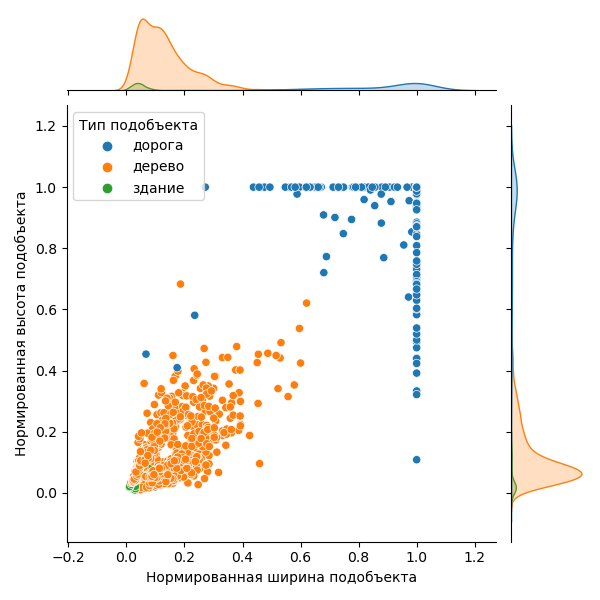 Тип подобъекта
дорога
дерево
здание
Нормированная высота подобъекта
1.2
1.0
0.8
0.6
0.4
0.2
0.0
−0.2 0.0 0.2 0.4 0.6 0.8 1.0 1.2
Нормированная ширина подобъекта